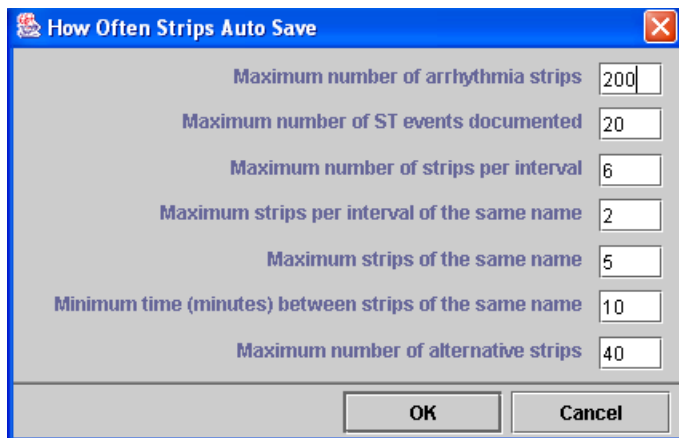 How Often Strips Auto Save
Maximum number of arrhythmia strips 200
Maximum number of ST events documented 20
Maximum number of strips per interval 6
Maximum strips per interval of the same name 2
Maximum strips of the same name 5
Minimum time (minutes) between strips of the same name 10
Maximum number of alternative strips 40
OK Cancel